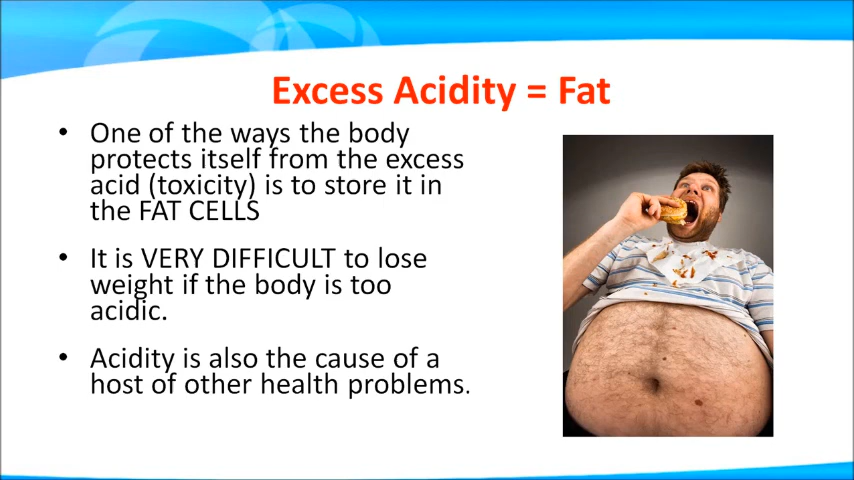 Excess Acidity = Fat
• One of the ways the body
protects itself from the excess
acid (toxicity) is to store it in
the FAT CELLS
• It is VERY DIFFICULT to lose
weight if the body is too
acidic.
• Acidity is also the cause of a
host of other health problems.